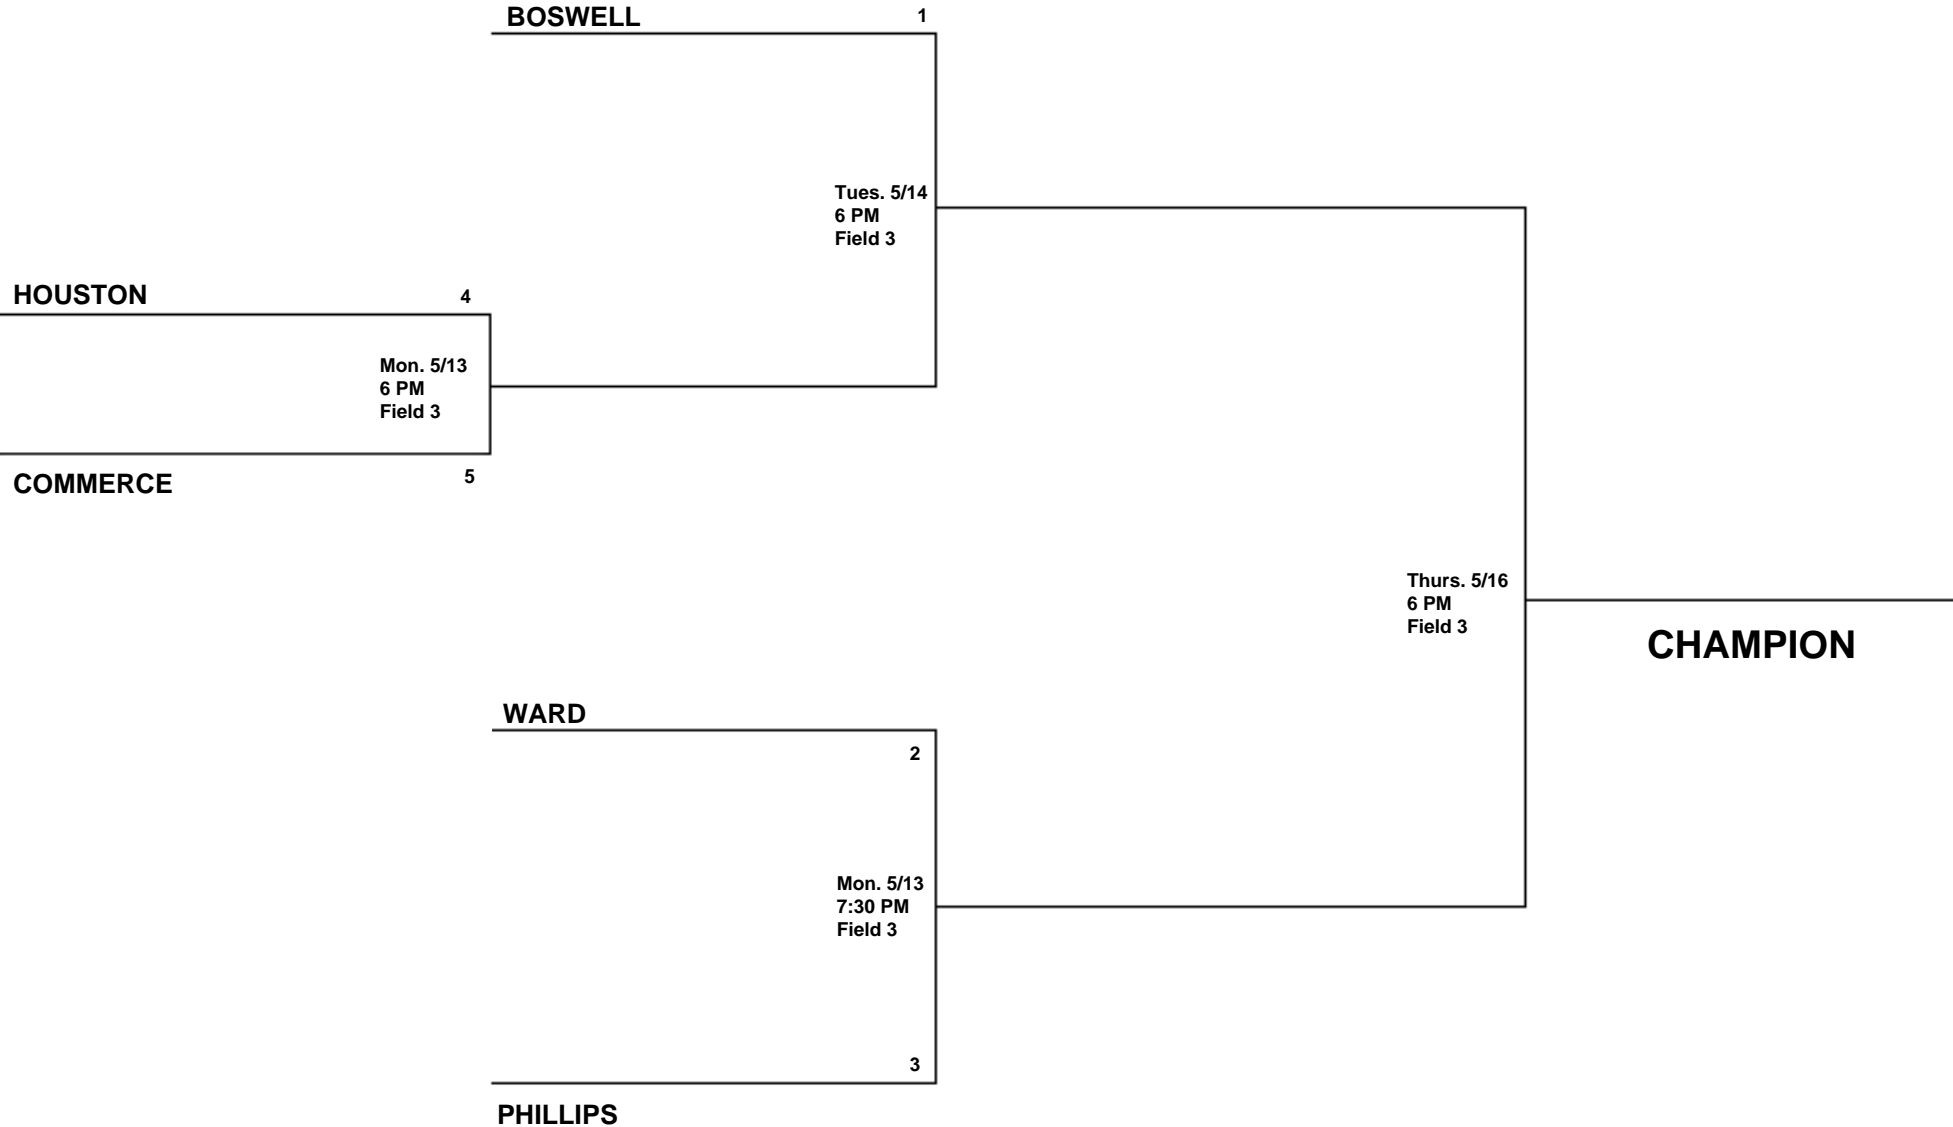 BOSWELL 1
Tues. 5/14
6 PM
Field 3
HOUSTON 4
Mon. 5/13
6 PM
Field 3
COMMERCE 5
Thurs. 5/16
6 PM
Field 3
CHAMPION
WARD
2
Mon. 5/13
7:30 PM
Field 3
3
PHILLIPS